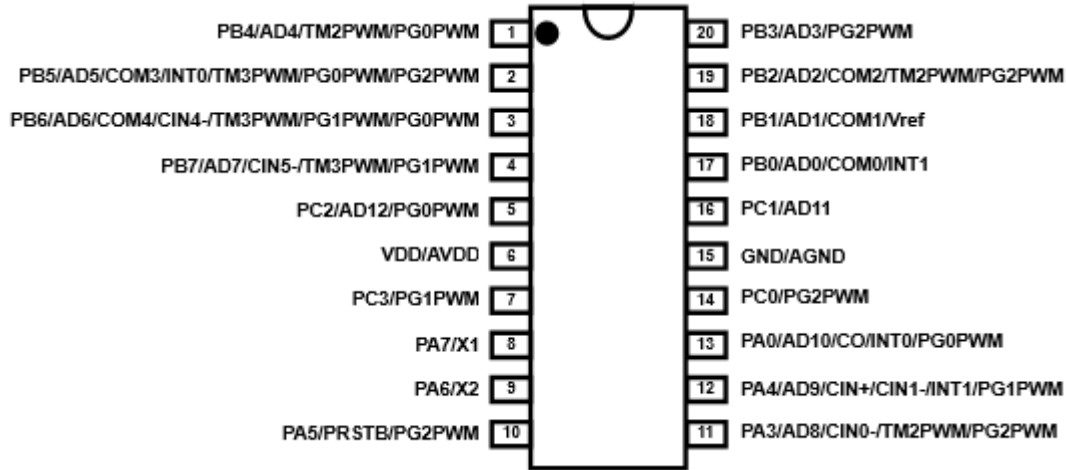 PB4/AD4/TM2PWM/PG0PWM 1 20 PB3/AD3/PG2PWM
PB5/AD5/COM3/INT0/TM3PWM/PG0PWM/PG2PWM 2 19 PB2/AD2/COM2/TM2PWM/PG2PWM
PB6/AD6/COM4/CIN4-/TM3PWM/PG1PWM/PG0PWM 3 18 PB1/AD1/COM1/Vref
PB7/AD7/CIN5-/TM3PWM/PG1PWM 4 17 PB0/AD0/COM0/INT1
PC2/AD12/PG0PWM 5 16 PC1/AD11
VDD/AVDD 6 15 GND/AGND
PC3/PG1PWM 7 14 PC0/PG2PWM
PA7/X1 8 13 PA0/AD10/CO/INT0/PG0PWM
PA6/X2 9 12 PA4/AD9/CIN+/CIN1-/INT1/PG1PWM
PA5/PRSTB/PG2PWM 10 11 PA3/AD8/CIN0-/TM2PWM/PG2PWM